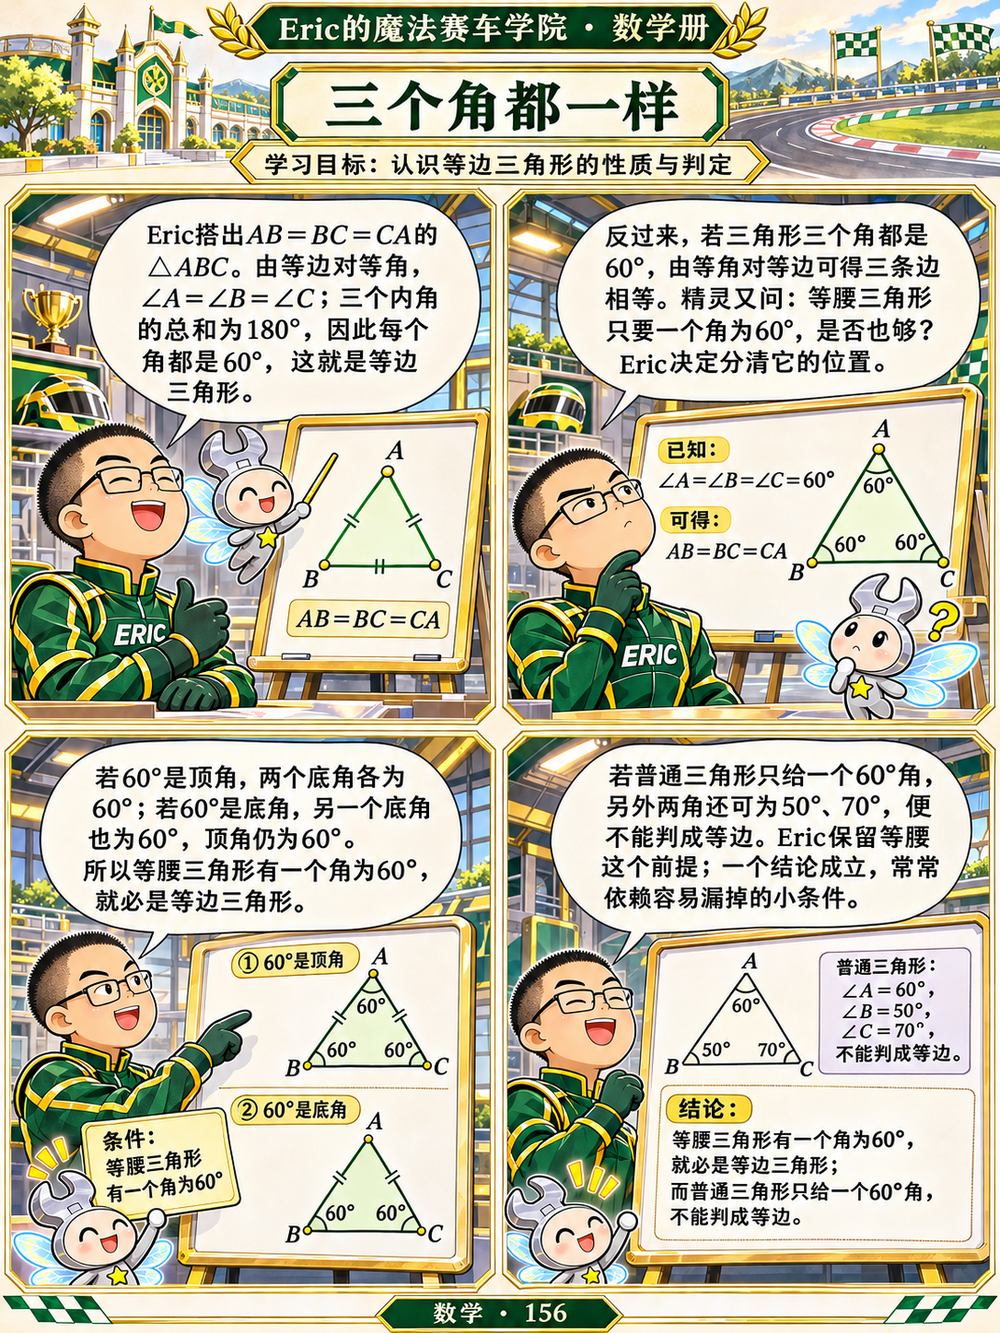 Eric的魔法赛车学院 · 数学册
三个角都一样
学习目标：认识等边三角形的性质与判定
Eric搭出AB=BC=CA的
△ABC。由等边对等角，
∠A=∠B=∠C；三个内角
的总和为180°，因此每个
角都是60°，这就是等边
三角形。
A
B
C
AB=BC=CA
ERIC
反过来，若三角形三个角都是
60°，由等角对等边可得三条边
相等。精灵又问：等腰三角形
只要一个角为60°，是否也够？
Eric决定分清它的位置。
已知：
∠A=∠B=∠C=60°
可得：
AB=BC=CA
A
60°
60°
60°
B
C
?
ERIC
若60°是顶角，两个底角各为
60°；若60°是底角，另一个底角
也为60°，顶角仍为60°。
所以等腰三角形有一个角为60°，
就必是等边三角形。
① 60°是顶角
A
60°
60°
60°
B
C
② 60°是底角
A
60°
60°
B
C
条件：
等腰三角形
有一个角为60°
若普通三角形只给一个60°角，
另外两角还可为50°、70°，便
不能判成等边。Eric保留等腰
这个前提；一个结论成立，常常
依赖容易漏掉的小条件。
A
60°
50°
70°
B
C
普通三角形：
∠A=60°，
∠B=50°，
∠C=70°，
不能判成等边。
结论：
等腰三角形有一个角为60°，
就必是等边三角形；
而普通三角形只给一个60°角，
不能判成等边。
数学 · 156